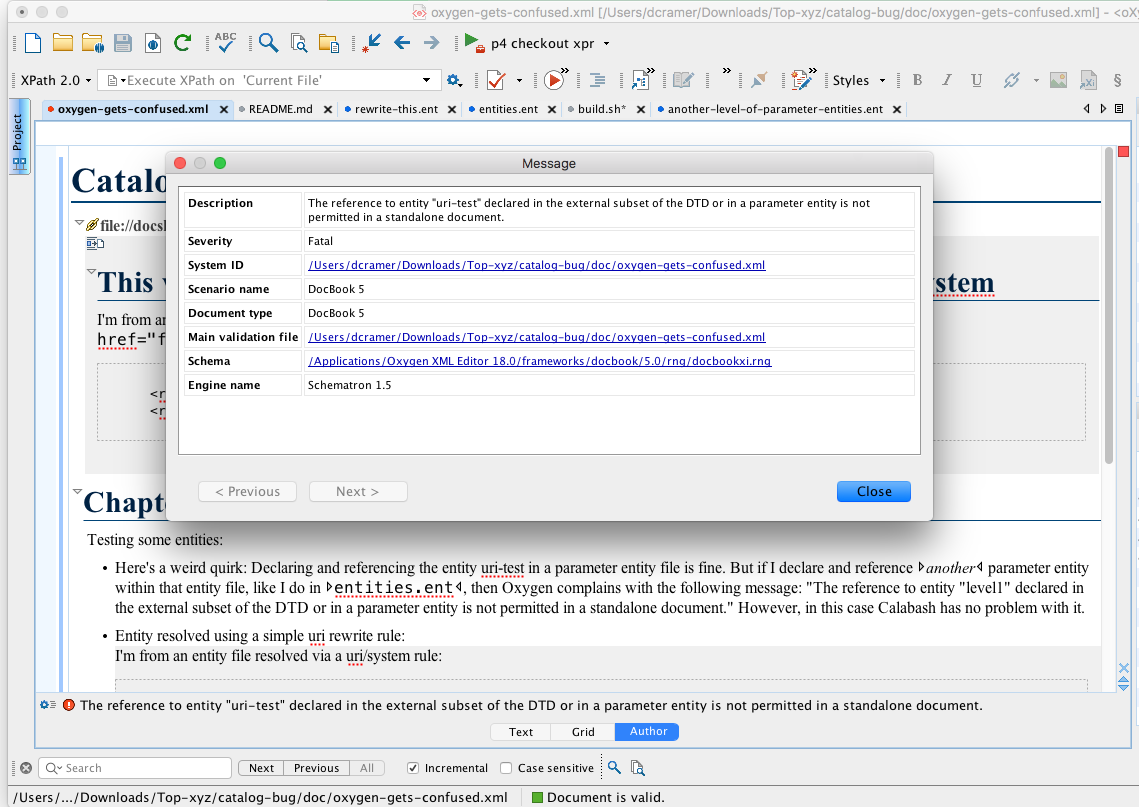 oxygen-gets-confused.xml [/Users/dcramer/Downloads/Top-xyz/catalog-bug/doc/oxygen-gets-confused.xml] - <oX
ABC
p4 checkout xpr
XPath 2.0
Execute XPath on 'Current File'
Styles
B I U
§
oxygen-gets-confused.xml
README.md
rewrite-this.ent
entities.ent
build.sh*
another-level-of-parameter-entities.ent
Project
Message
Catalo
file://docs
This
stem
I'm from an
href="f
<r
<r
Description
The reference to entity "uri-test" declared in the external subset of the DTD or in a parameter entity is not
permitted in a standalone document.
Severity
Fatal
System ID
/Users/dcramer/Downloads/Top-xyz/catalog-bug/doc/oxygen-gets-confused.xml
Scenario name
DocBook 5
Document type
DocBook 5
Main validation file
/Users/dcramer/Downloads/Top-xyz/catalog-bug/doc/oxygen-gets-confused.xml
Schema
/Applications/Oxygen XML Editor 18.0/frameworks/docbook/5.0/rng/docbookxi.rng
Engine name
Schematron 1.5
< Previous
Next >
Close
Chapt
Testing some entities:
• Here's a weird quirk: Declaring and referencing the entity uri-test in a parameter entity file is fine. But if I declare and reference another parameter entity
within that entity file, like I do in entities.ent, then Oxygen complains with the following message: "The reference to entity "level1" declared in
the external subset of the DTD or in a parameter entity is not permitted in a standalone document." However, in this case Calabash has no problem with it.
• Entity resolved using a simple uri rewrite rule:
I'm from an entity file resolved via a uri/system rule:
The reference to entity "uri-test" declared in the external subset of the DTD or in a parameter entity is not permitted in a standalone document.
Text
Grid
Author
Search
Next
Previous
All
Incremental
Case sensitive
/Users/.../Downloads/Top-xyz/catalog-bug/doc/oxygen-gets-confused.xml
Document is valid.